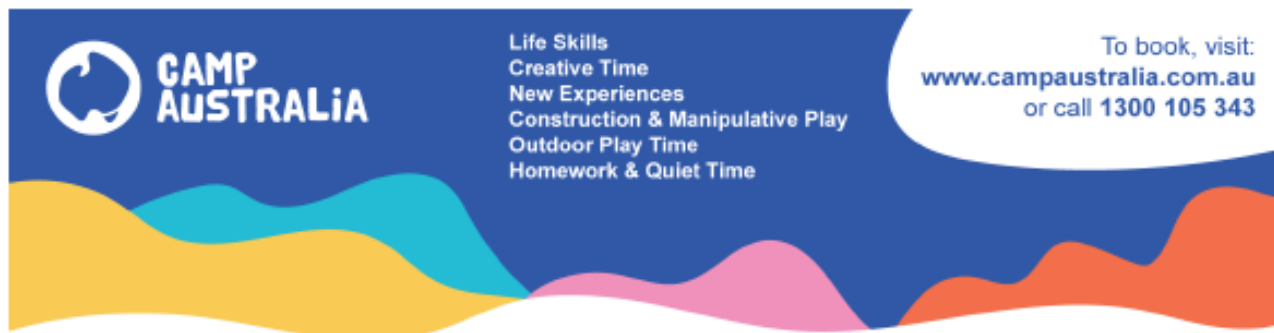 CAMP
AUSTRALiA
Life Skills
Creative Time
New Experiences
Construction & Manipulative Play
Outdoor Play Time
Homework & Quiet Time
To book, visit:
www.campaustralia.com.au
or call 1300 105 343